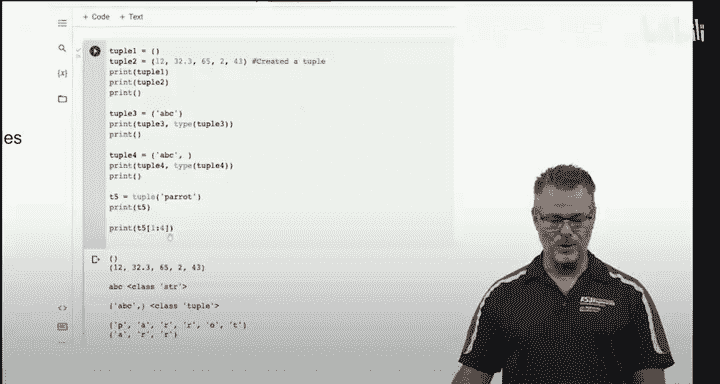 + Code + Text
es
{x}
tuple1 = ()
tuple2 = (12, 32.3, 65, 2, 43) #Created a tuple
print(tuple1)
print(tuple2)
print()
tuple3 = ('abc')
print(tuple3, type(tuple3))
print()
tuple4 = ('abc', )
print(tuple4, type(tuple4))
print()
t5 = tuple('parrot')
print(t5)
print(t5[1:4])
()
(12, 32.3, 65, 2, 43)
abc <class 'str'>
('abc',) <class 'tuple'>
('p', 'a', 'r', 'r', 'o', 't')
('a', 'r', 'r')